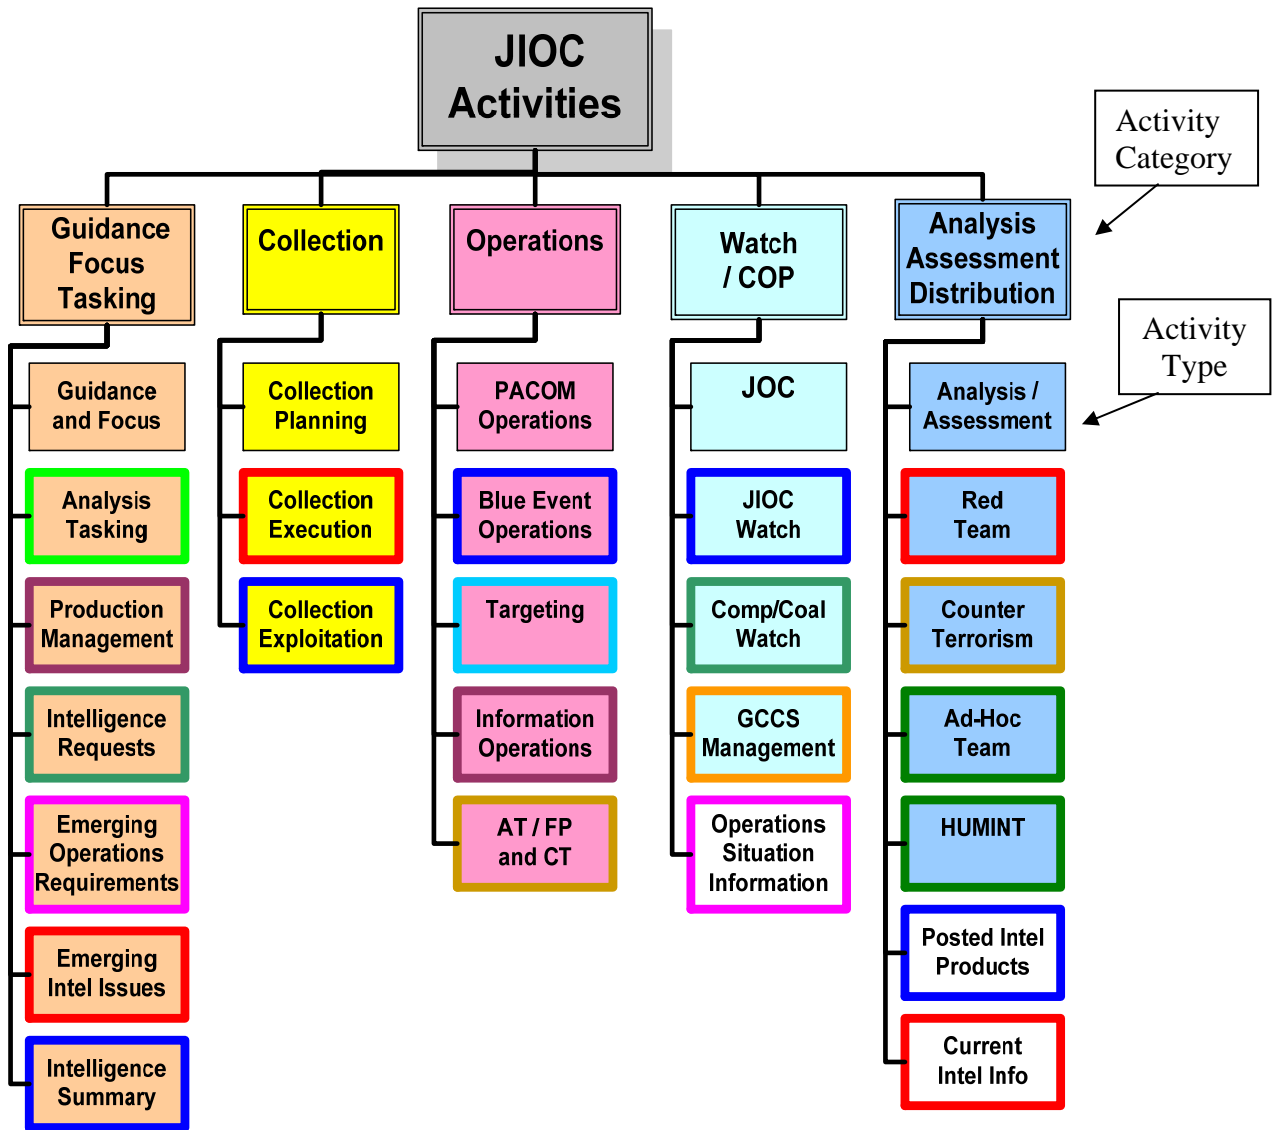 JIOC
Activities
Activity
Category
Guidance
Focus
Tasking
Collection
Operations
Watch
/ COP
Analysis
Assessment
Distribution
Activity
Type
Guidance
and Focus
Analysis
Tasking
Production
Management
Intelligence
Requests
Emerging
Operations
Requirements
Emerging
Intel Issues
Intelligence
Summary
Collection
Planning
Collection
Execution
Collection
Exploitation
PACOM
Operations
Blue Event
Operations
Targeting
Information
Operations
AT / FP
and CT
JOC
JIOC
Watch
Comp/Coal
Watch
GCCS
Management
Operations
Situation
Information
Analysis /
Assessment
Red
Team
Counter
Terrorism
Ad-Hoc
Team
HUMINT
Posted Intel
Products
Current
Intel Info